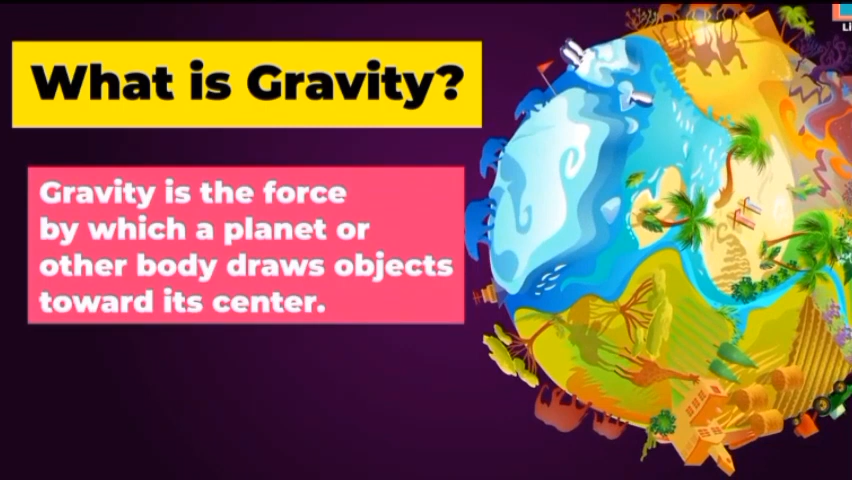 What is Gravity?
Gravity is the force
by which a planet or
other body draws objects
toward its center.